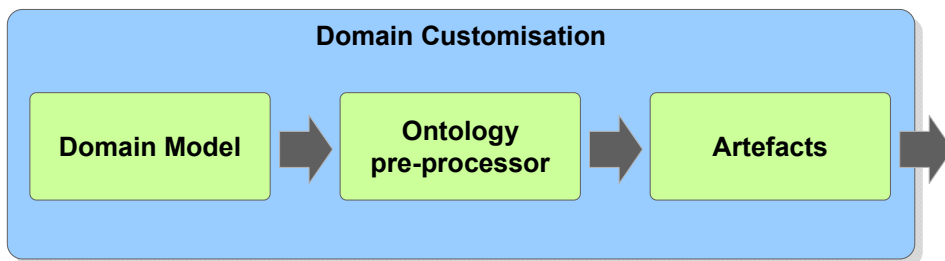 Domain Customisation
Domain Model
Ontology
pre-processor
Artefacts